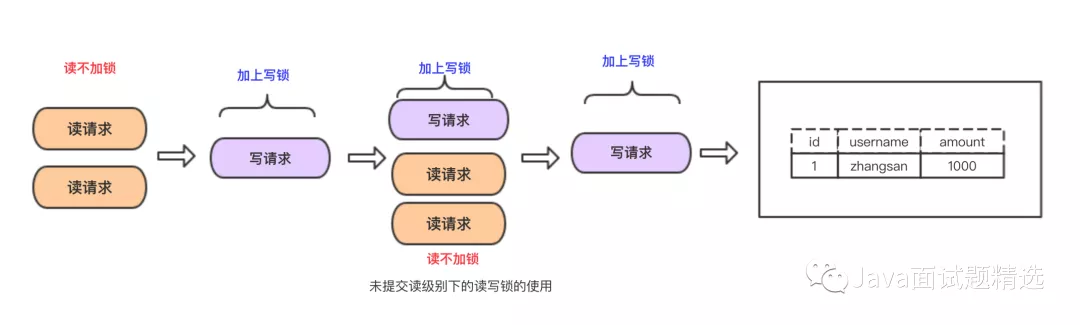 读不加锁
读请求
读请求
加上写锁
写请求
加上写锁
写请求
读请求
读请求
读不加锁
未提交读级别下的读写锁的使用
加上写锁
写请求
id username amount
1 zhangsan 1000
Java面试题精选